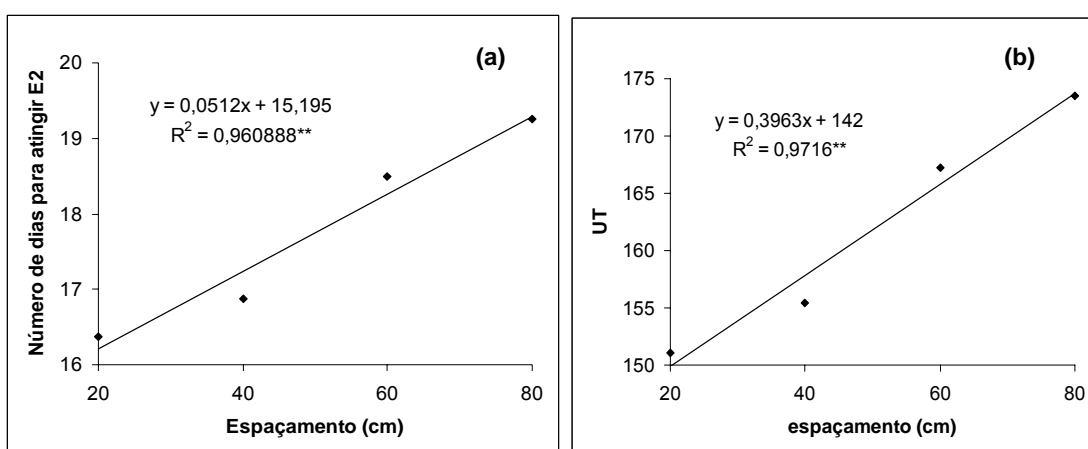 (a)
Número de dias para atingir E2
20
19
18
17
16
y = 0,0512x + 15,195
R² = 0,960888**
20 40 60 80
Espaçamento (cm)
(b)
UT
175
170
165
160
155
150
y = 0,3963x + 142
R² = 0,9716**
20 40 60 80
espaçamento (cm)